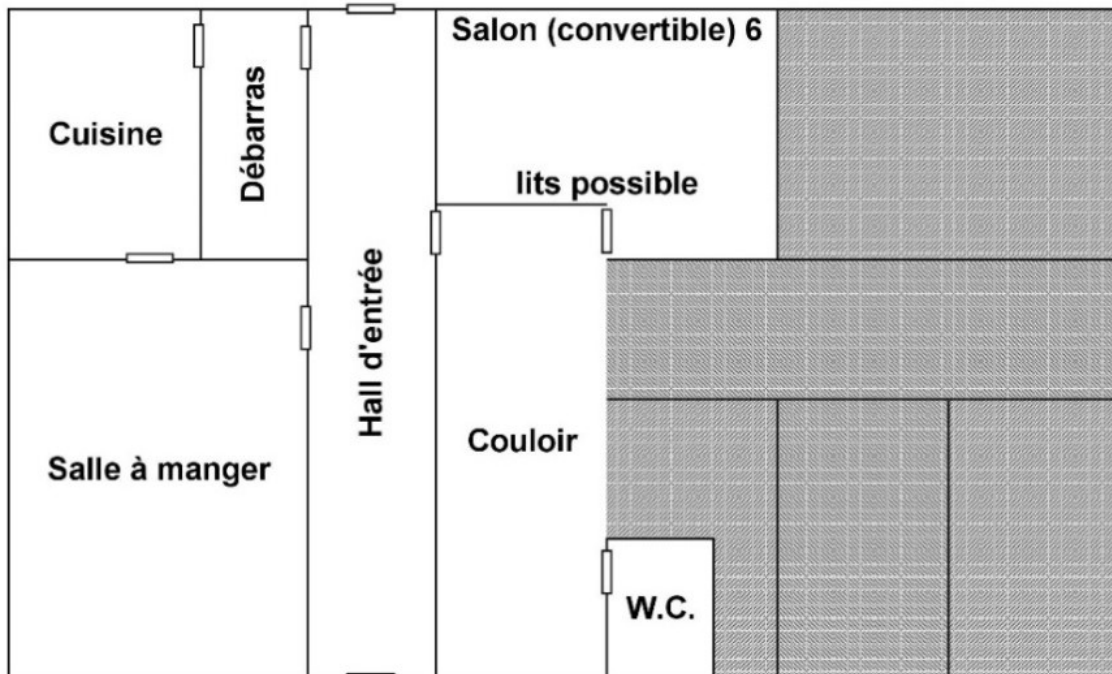 Salon (convertible) 6
lits possible
Cuisine
Débarras
Hall d'entrée
Salle à manger
Couloir
W.C.